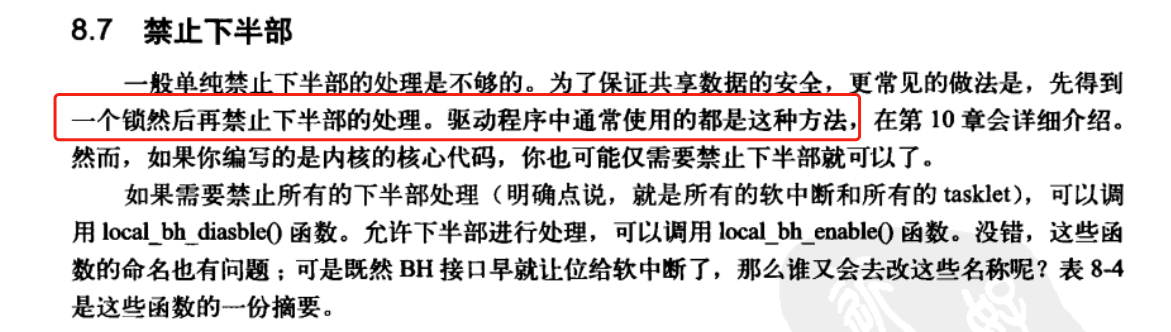 8.7 禁止下半部
一般单纯禁止下半部的处理是不够的。为了保证共享数据的安全，更常见的做法是，先得到
一个锁然后再禁止下半部的处理。驱动程序中通常使用的都是这种方法，在第 10 章会详细介绍。
然而，如果你编写的是内核的核心代码，你也可能仅需要禁止下半部就可以了。
如果需要禁止所有的下半部处理（明确点说，就是所有的软中断和所有的 tasklet），可以调
用 local_bh_diasble() 函数。允许下半部进行处理，可以调用 local_bh_enable() 函数。没错，这些函
数的命名也有问题；可是既然 BH 接口早就让位给软中断了，那么谁又会去改这些名称呢？表 8-4
是这些函数的一份摘要。